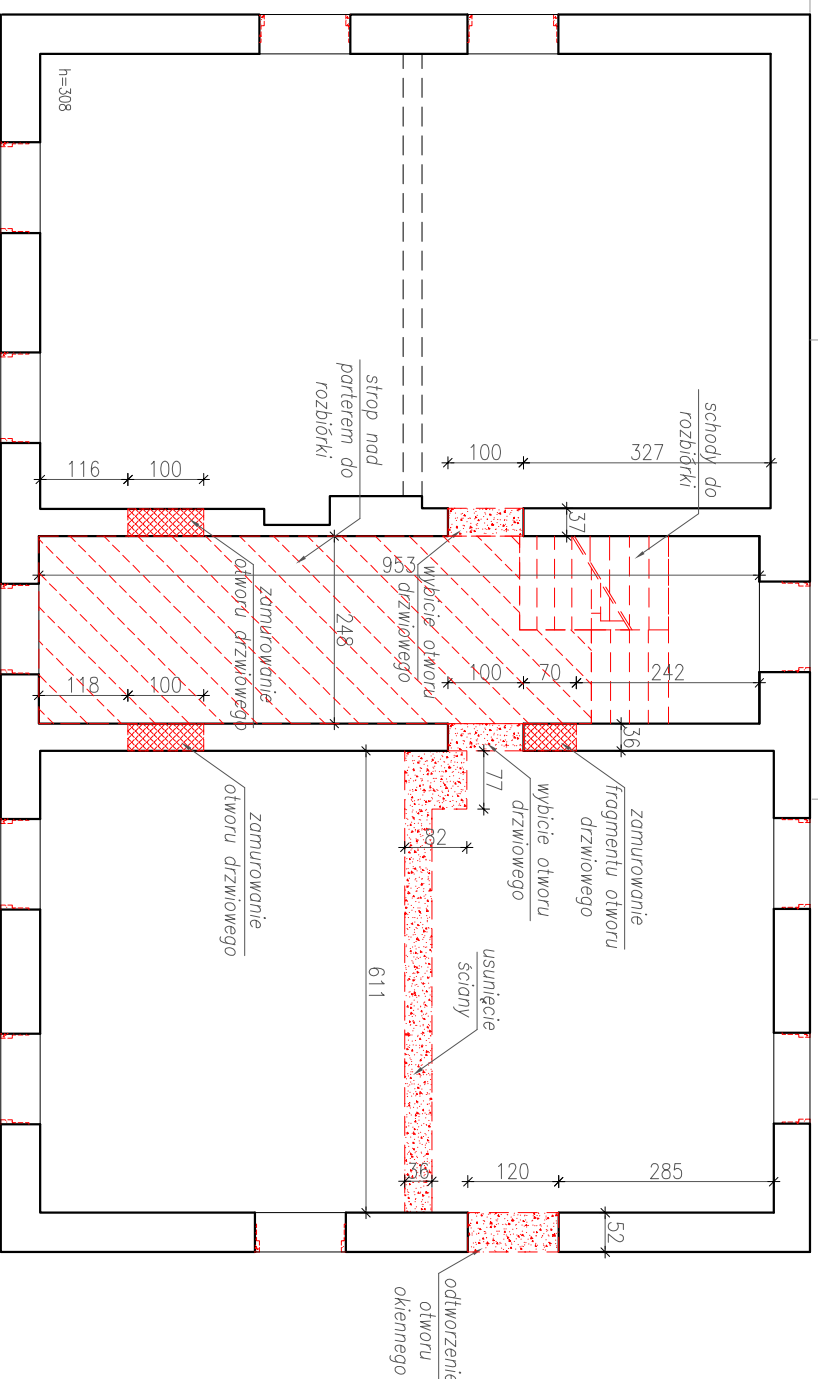 h=308
schody do
rozbiórki
strop nad
parterem do
rozbiórki
327
100
116
100
37
953
wybicie otworu
drzwiowego
zamurowanie
otworu drzwiowego
248
100
70
242
118
100
36
77
82
wybicie otworu
drzwiowego
zamurowanie
fragmentu otworu
drzwiowego
zamurowanie
otworu drzwiowego
usunięcie
ściany
611
36
120
285
52
odtworzenie
otworu
okiennego